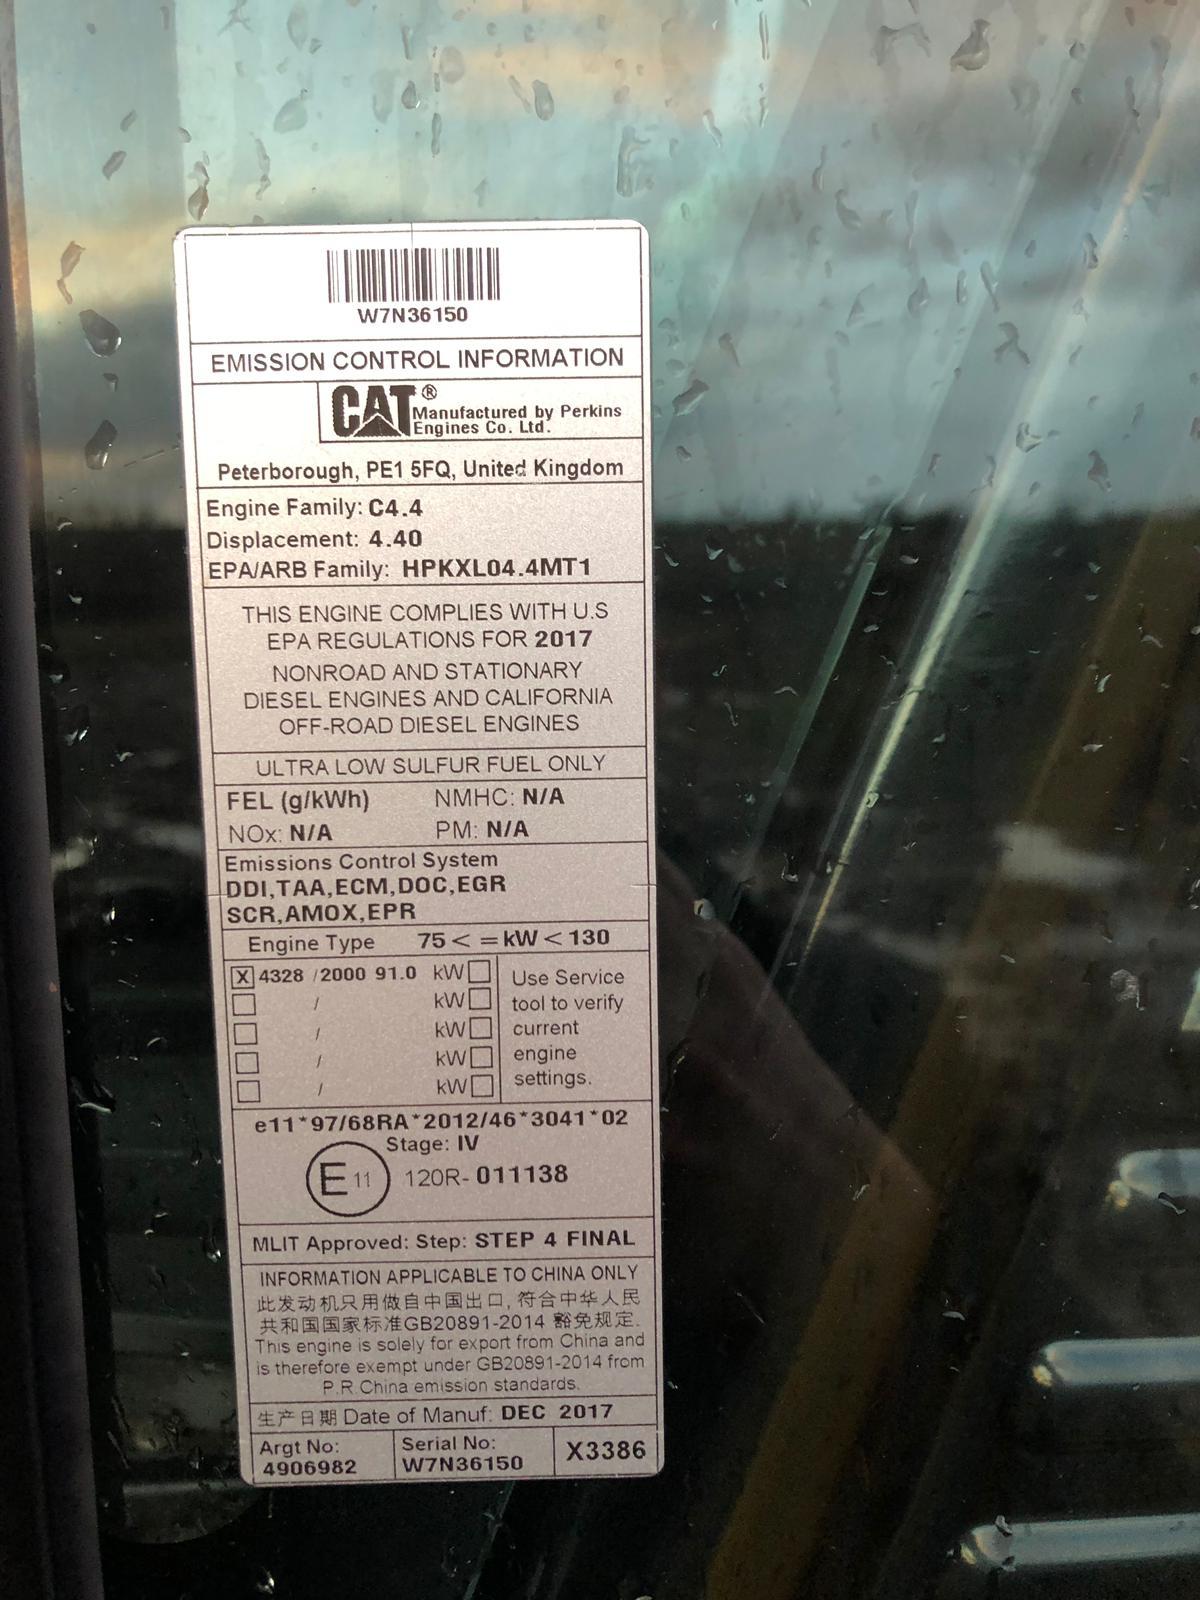 W7N36150
EMISSION CONTROL INFORMATION
CAT®
Manufactured by Perkins
Engines Co. Ltd.
Peterborough, PE1 5FQ, United Kingdom
Engine Family: C4.4
Displacement: 4.40
EPA/ARB Family: HPKXL04.4MT1
THIS ENGINE COMPLIES WITH U.S
EPA REGULATIONS FOR 2017
NONROAD AND STATIONARY
DIESEL ENGINES AND CALIFORNIA
OFF-ROAD DIESEL ENGINES
ULTRA LOW SULFUR FUEL ONLY
FEL (g/kWh) NMHC: N/A
NOx: N/A PM: N/A
Emissions Control System
DDI,TAA,ECM,DOC,EGR
SCR,AMOX,EPR
Engine Type 75 < = kW < 130
X 4328 /2000 91.0 kW
/ kW
/ kW
/ kW
/ kW
Use Service
tool to verify
current
engine
settings.
e11*97/68RA*2012/46*3041*02
Stage: IV
E 11 120R- 011138
MLIT Approved: Step: STEP 4 FINAL
INFORMATION APPLICABLE TO CHINA ONLY
此发动机只用做自中国出口, 符合中华人民
共和国国家标准GB20891-2014 豁免规定.
This engine is solely for export from China and
is therefore exempt under GB20891-2014 from
P.R.China emission standards.
生产日期 Date of Manuf: DEC 2017
Argt No:
4906982
Serial No:
W7N36150
X3386